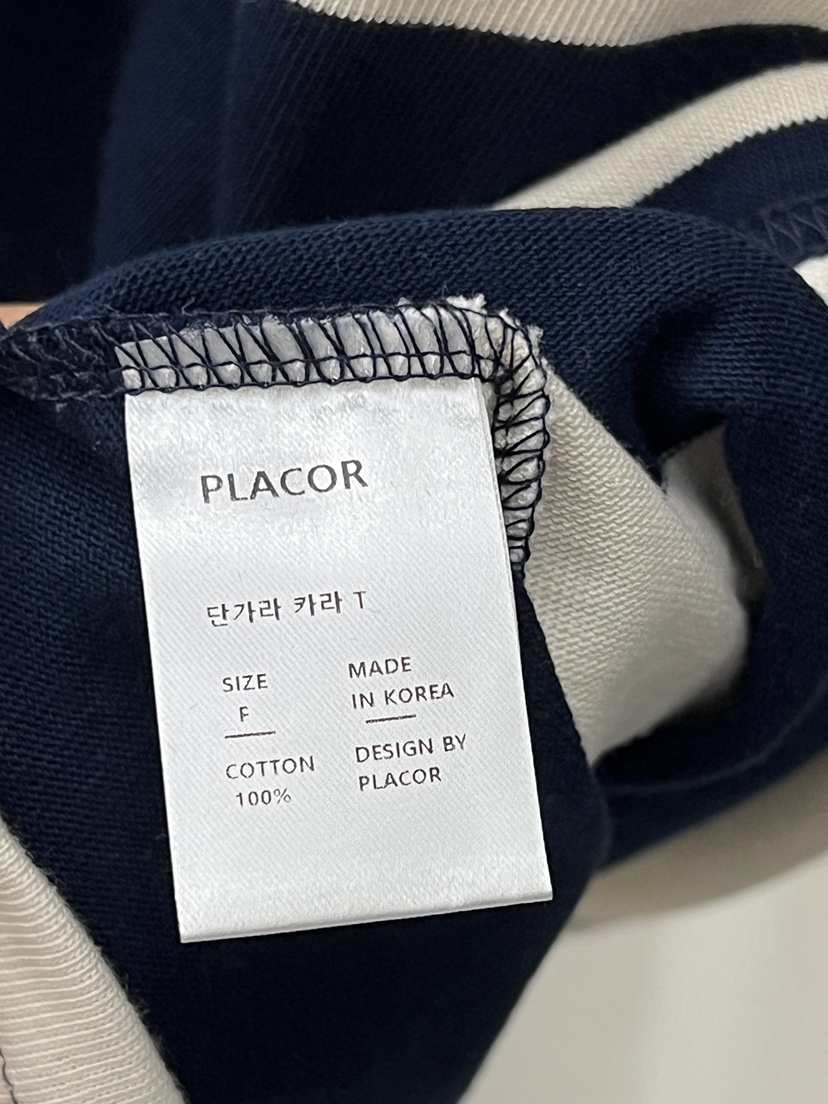 PLACOR
단가라 카라 T
SIZE
F
MADE
IN KOREA
COTTON
100%
DESIGN BY
PLACOR